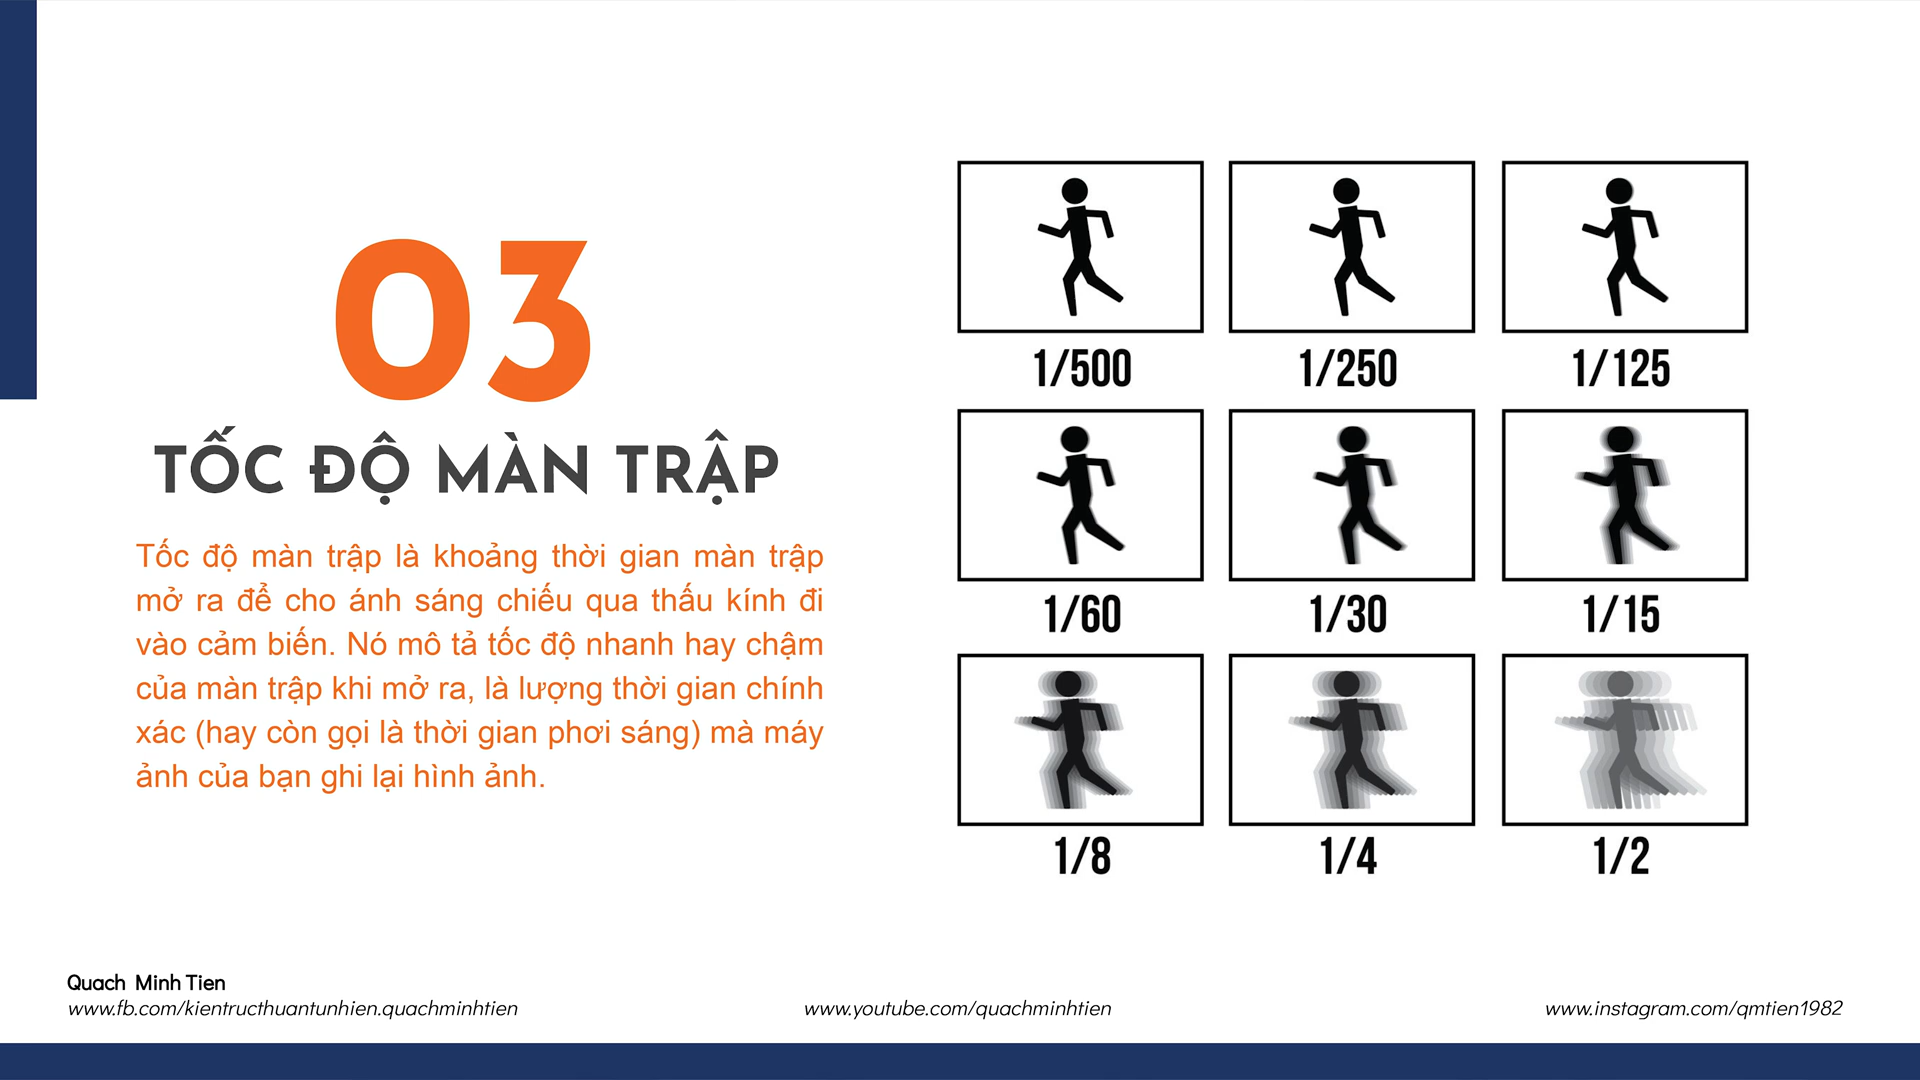 03
TỐC ĐỘ MÀN TRẬP
Tốc độ màn trập là khoảng thời gian màn trập
mở ra để cho ánh sáng chiếu qua thấu kính đi
vào cảm biến. Nó mô tả tốc độ nhanh hay chậm
của màn trập khi mở ra, là lượng thời gian chính
xác (hay còn gọi là thời gian phơi sáng) mà máy
ảnh của bạn ghi lại hình ảnh.
1/500 1/250 1/125
1/60 1/30 1/15
1/8 1/4 1/2
Quach Minh Tien
www.fb.com/kientructhuantunhien.quachminhtien www.youtube.com/quachminhtien www.instagram.com/qmtien1982